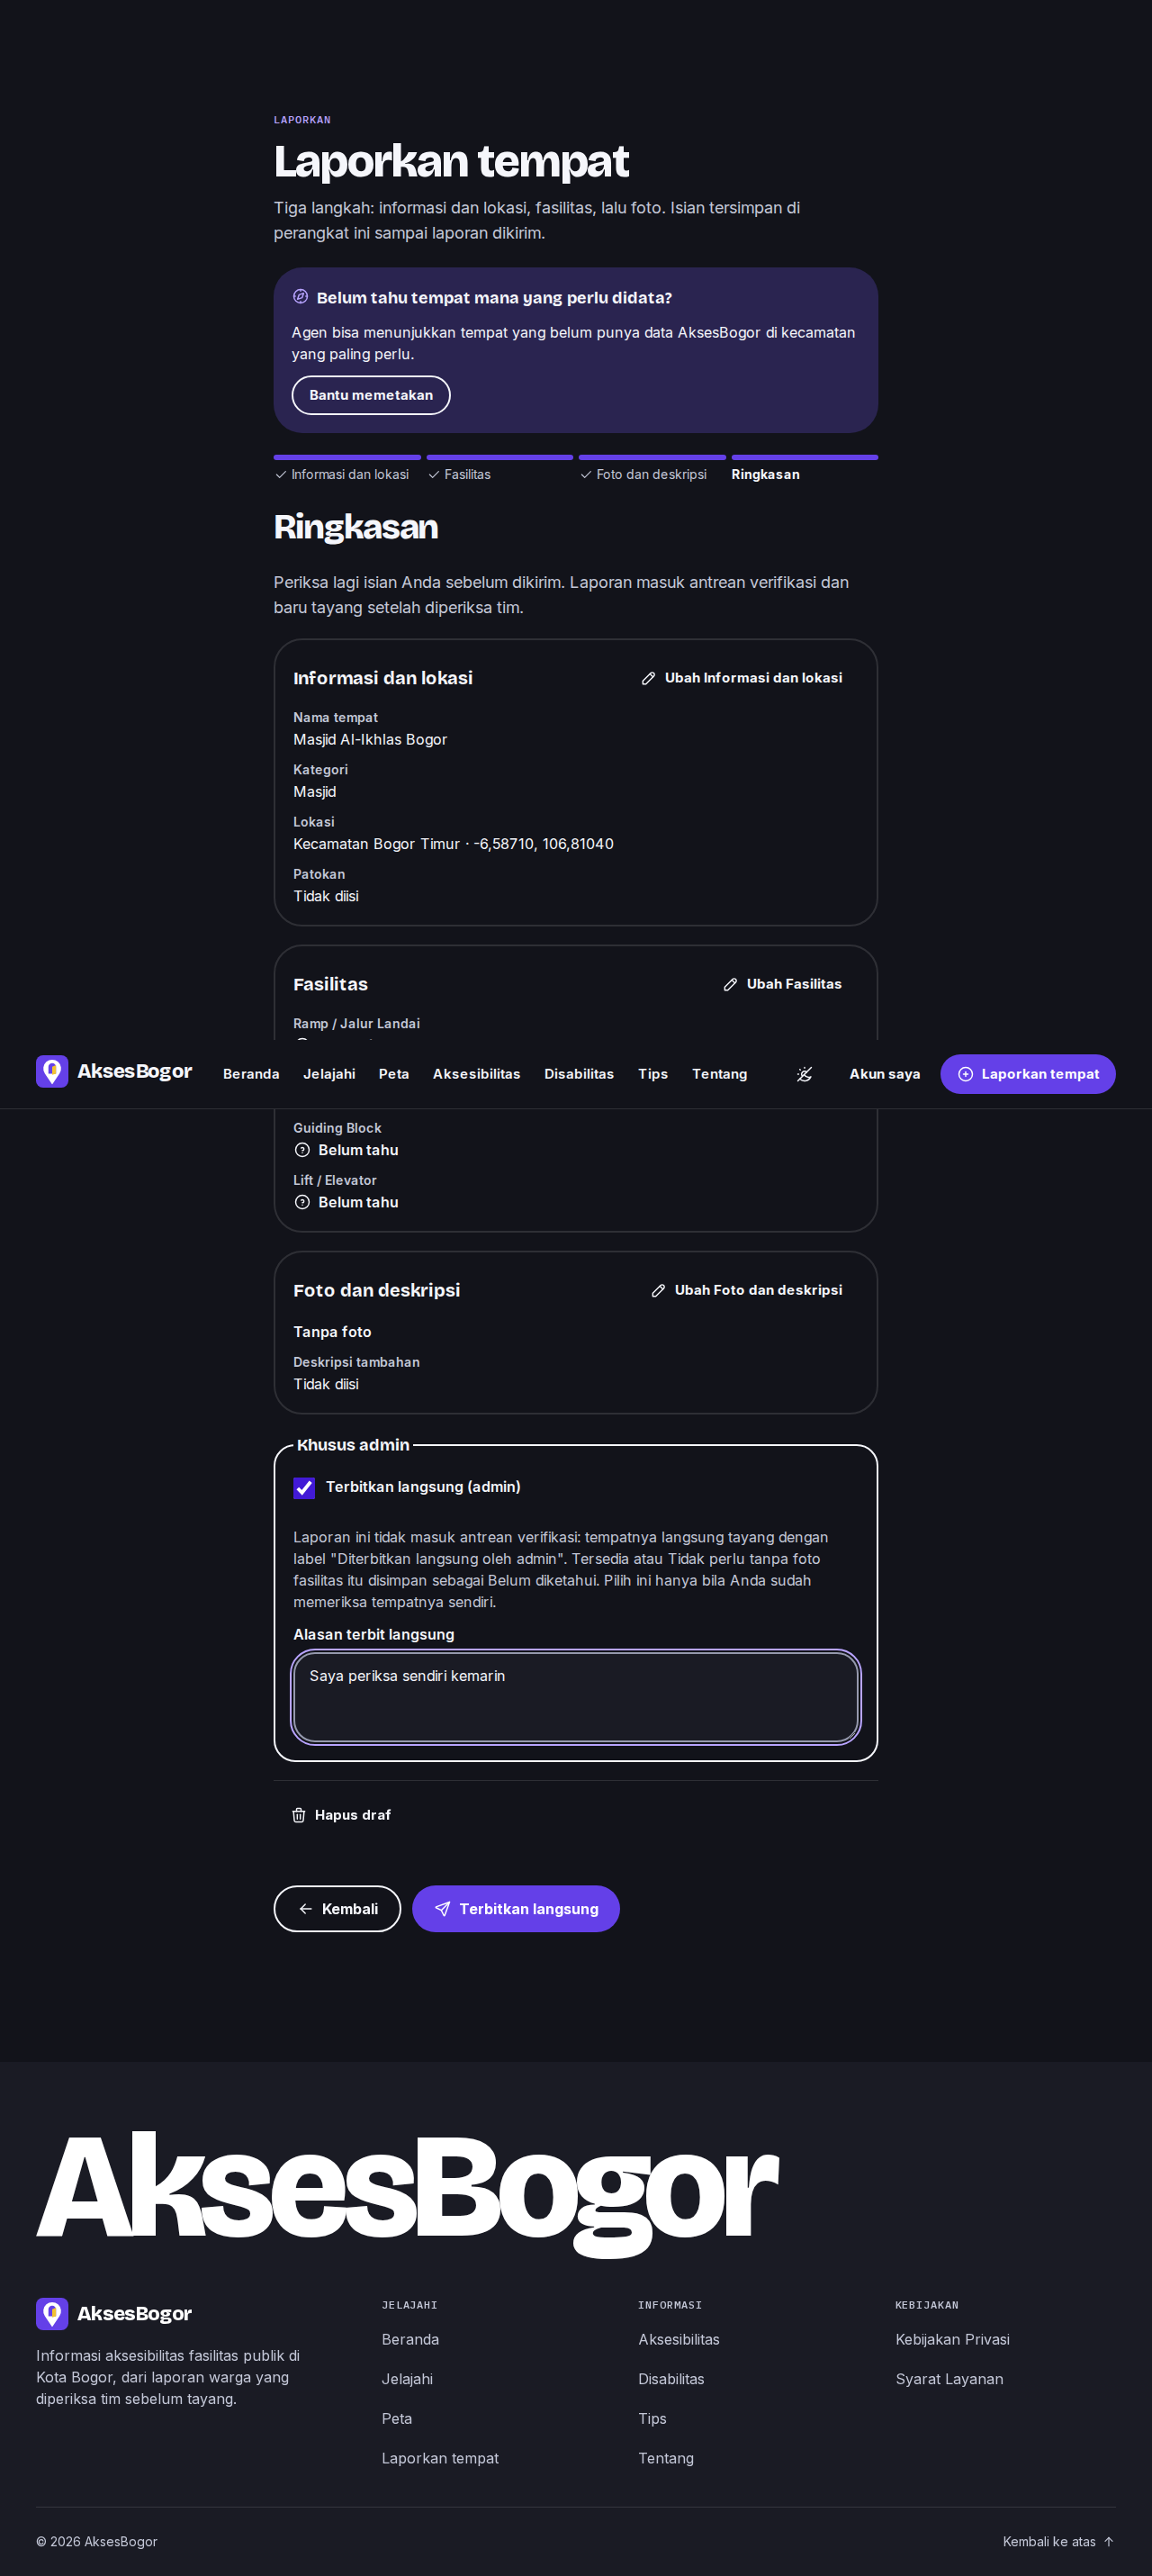 LAPORKAN
Laporkan tempat
Tiga langkah: informasi dan lokasi, fasilitas, lalu foto. Isian tersimpan di
perangkat ini sampai laporan dikirim.
Belum tahu tempat mana yang perlu didata?
Agen bisa menunjukkan tempat yang belum punya data AksesBogor di kecamatan
yang paling perlu.
Bantu memetakan
Informasi dan lokasi
Fasilitas
Foto dan deskripsi
Ringkasan
Ringkasan
Periksa lagi isian Anda sebelum dikirim. Laporan masuk antrean verifikasi dan
baru tayang setelah diperiksa tim.
Informasi dan lokasi
Ubah Informasi dan lokasi
Nama tempat
Masjid Al-Ikhlas Bogor
Kategori
Masjid
Lokasi
Kecamatan Bogor Timur · -6,58710, 106,81040
Patokan
Tidak diisi
Fasilitas
Ubah Fasilitas
Ramp / Jalur Landai
AksesBogor
Beranda
Jelajahi
Peta
Aksesibilitas
Disabilitas
Tips
Tentang
Akun saya
Laporkan tempat
Guiding Block
Belum tahu
Lift / Elevator
Belum tahu
Foto dan deskripsi
Ubah Foto dan deskripsi
Tanpa foto
Deskripsi tambahan
Tidak diisi
Khusus admin
Terbitkan langsung (admin)
Laporan ini tidak masuk antrean verifikasi: tempatnya langsung tayang dengan
label "Diterbitkan langsung oleh admin". Tersedia atau Tidak perlu tanpa foto
fasilitas itu disimpan sebagai Belum diketahui. Pilih ini hanya bila Anda sudah
memeriksa tempatnya sendiri.
Alasan terbit langsung
Saya periksa sendiri kemarin
Hapus draf
Kembali
Terbitkan langsung
AksesBogor
AksesBogor
Informasi aksesibilitas fasilitas publik di
Kota Bogor, dari laporan warga yang
diperiksa tim sebelum tayang.
JELAJAHI
Beranda
Jelajahi
Peta
Laporkan tempat
INFORMASI
Aksesibilitas
Disabilitas
Tips
Tentang
KEBIJAKAN
Kebijakan Privasi
Syarat Layanan
© 2026 AksesBogor
Kembali ke atas